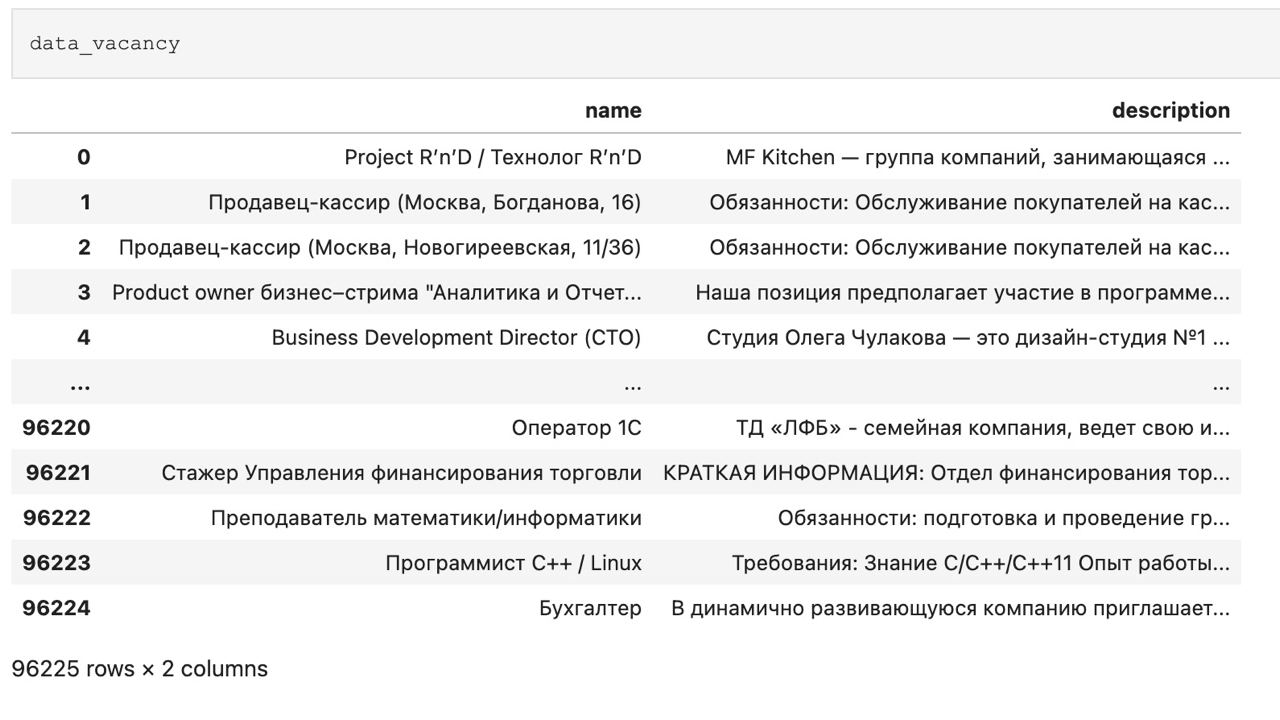 data_vacancy
name description
0 Project R’n’D / Технолог R’n’D MF Kitchen — группа компаний, занимающаяся ...
1 Продавец-кассир (Москва, Богданова, 16) Обязанности: Обслуживание покупателей на кас...
2 Продавец-кассир (Москва, Новогиреевская, 11/36) Обязанности: Обслуживание покупателей на кас...
3 Product owner бизнес–стрима "Аналитика и Отчет... Наша позиция предполагает участие в программе...
4 Business Development Director (CTO) Студия Олега Чулакова — это дизайн-студия №1 ...
... ... ...
96220 Оператор 1С ТД «ЛФБ» - семейная компания, ведет свою и...
96221 Стажер Управления финансирования торговли КРАТКАЯ ИНФОРМАЦИЯ: Отдел финансирования тор...
96222 Преподаватель математики/информатики Обязанности: подготовка и проведение гр...
96223 Программист C++ / Linux Требования: Знание C/C++/C++11 Опыт работы...
96224 Бухгалтер В динамично развивающуюся компанию приглашает...
96225 rows × 2 columns